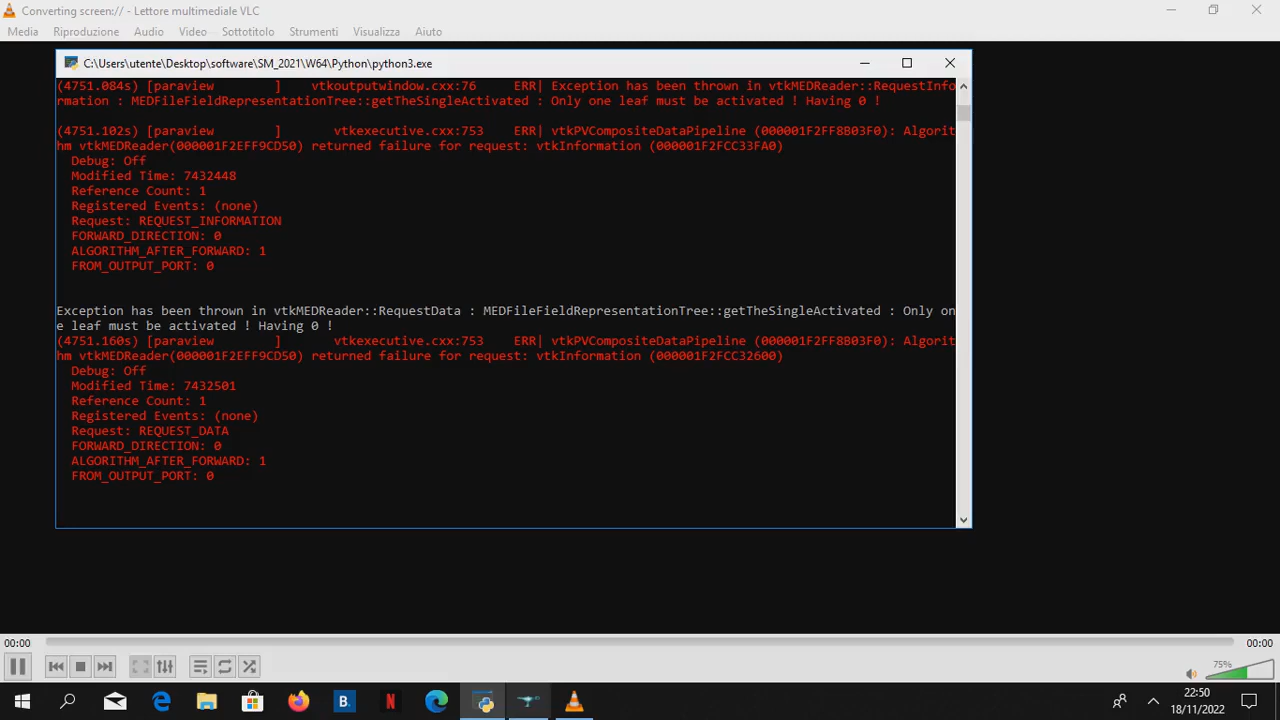 Converting screen:// - Lettore multimediale VLC
Media Riproduzione Audio Video Sottotitolo Strumenti Visualizza Aiuto
C:\Users\utente\Desktop\software\SM_2021\W64\Python\python3.exe
(4751.084s) [paraview        ]    vtkoutputwindow.cxx:76     ERR| Exception has been thrown in vtkMEDReader::RequestInfo
rmation : MEDFileFieldRepresentationTree::getTheSingleActivated : Only one leaf must be activated ! Having 0 !
(4751.102s) [paraview        ]       vtkexecutive.cxx:753    ERR| vtkPVCompositeDataPipeline (000001F2FF8B03F0): Algorit
hm vtkMEDReader(000001F2EFF9CD50) returned failure for request: vtkInformation (000001F2FCC33FA0)
Debug: Off
Modified Time: 7432448
Reference Count: 1
Registered Events: (none)
Request: REQUEST_INFORMATION
FORWARD_DIRECTION: 0
ALGORITHM_AFTER_FORWARD: 1
FROM_OUTPUT_PORT: 0
Exception has been thrown in vtkMEDReader::RequestData : MEDFileFieldRepresentationTree::getTheSingleActivated : Only on
e leaf must be activated ! Having 0 !
(4751.160s) [paraview        ]       vtkexecutive.cxx:753    ERR| vtkPVCompositeDataPipeline (000001F2FF8B03F0): Algorit
hm vtkMEDReader(000001F2EFF9CD50) returned failure for request: vtkInformation (000001F2FCC32600)
Debug: Off
Modified Time: 7432501
Reference Count: 1
Registered Events: (none)
Request: REQUEST_DATA
FORWARD_DIRECTION: 0
ALGORITHM_AFTER_FORWARD: 1
FROM_OUTPUT_PORT: 0
00:00 00:00
75%
B.
N
22:50
18/11/2022